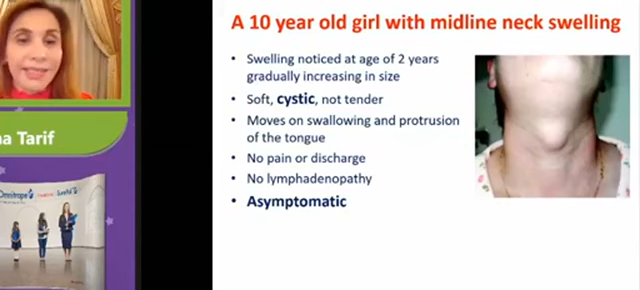 A 10 year old girl with midline neck swelling
Swelling noticed at age of 2 years
gradually increasing in size
Soft, cystic, not tender
Moves on swallowing and protrusion
of the tongue
No pain or discharge
No lymphadenopathy
Asymptomatic
a Tarif
Omnitrope